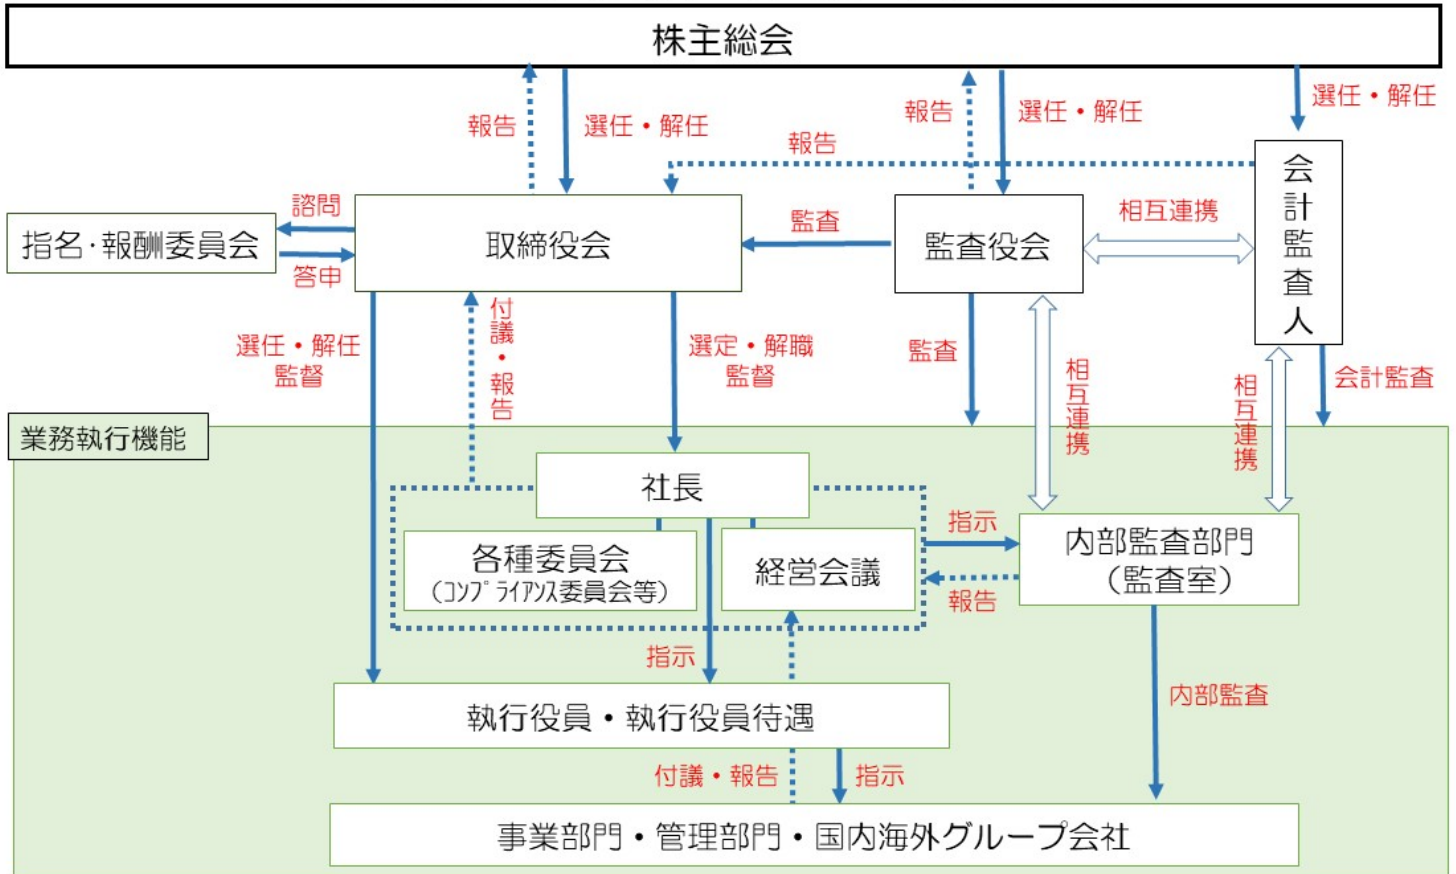 株主総会
報告
選任・解任
報告
選任・解任
選任・解任
報告
会計監査人
諮問
指名・報酬委員会
答申
取締役会
監査
監査役会
相互連携
選任・解任
監督
付議・報告
選定・解職
監督
監査
相互連携
相互連携
会計監査
業務執行機能
社長
各種委員会
（ｺﾝﾌﾟﾗｲｱﾝｽ委員会等）
経営会議
指示
報告
内部監査部門
（監査室）
指示
内部監査
執行役員・執行役員待遇
付議・報告
指示
事業部門・管理部門・国内海外グループ会社